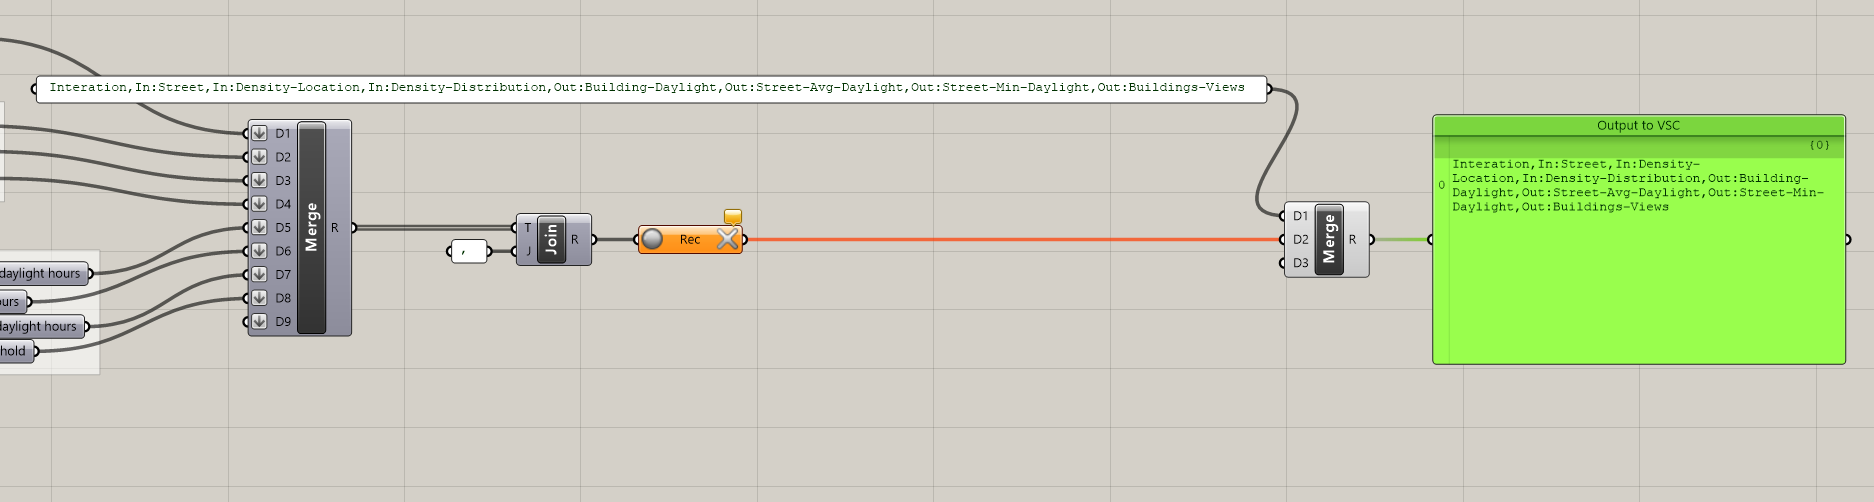 Interation,In:Street,In:Density-Location,In:Density-Distribution,Out:Building-Daylight,Out:Street-Avg-Daylight,Out:Street-Min-Daylight,Out:Buildings-Views
D1
D2
D3
D4
D5
D6
D7
D8
D9
Merge
R
daylight hours
daylight hours
,
T
J
Join
R
Rec
D1
D2
D3
Merge
R
Output to VSC
{0}
0
Interation,In:Street,In:Density-
Location,In:Density-Distribution,Out:Building-
Daylight,Out:Street-Avg-Daylight,Out:Street-Min-
Daylight,Out:Buildings-Views